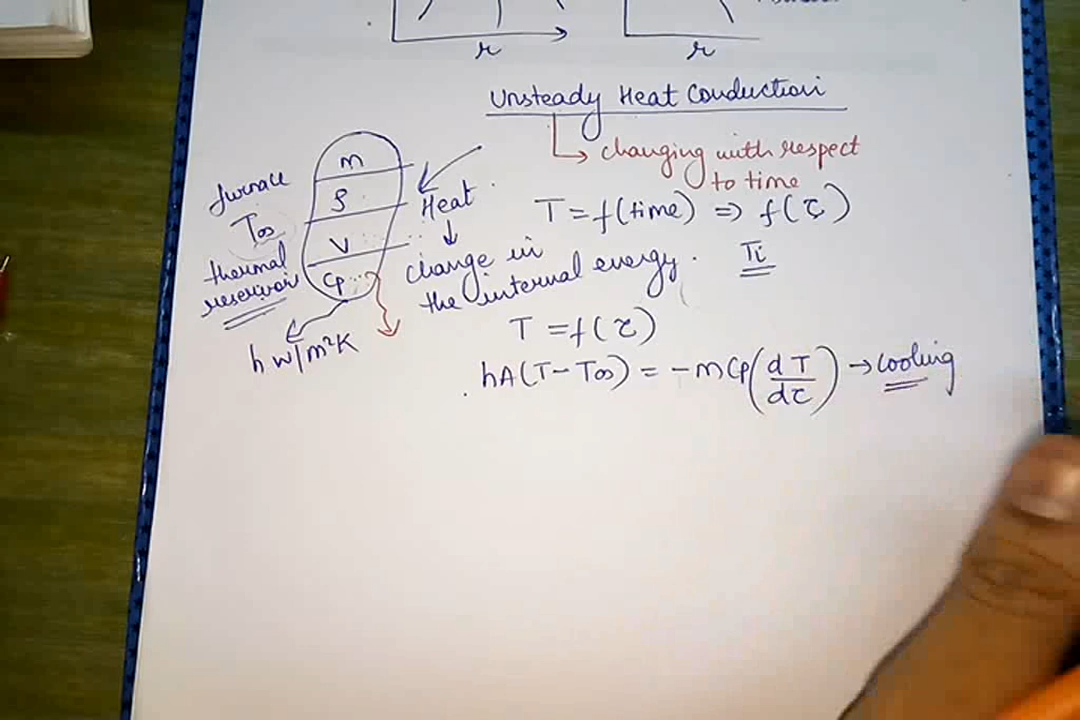 r
r
Unsteady Heat Conduction
changing with respect
to time
T = f(time) ⇒ f(τ)
Ti
furnace
T∞
thermal
reservoir
m
ρ
V
Cp
h W/m²K
Heat
change in
the internal energy.
T = f(τ)
hA(T - T∞) = -mCp(dT/dτ) → cooling